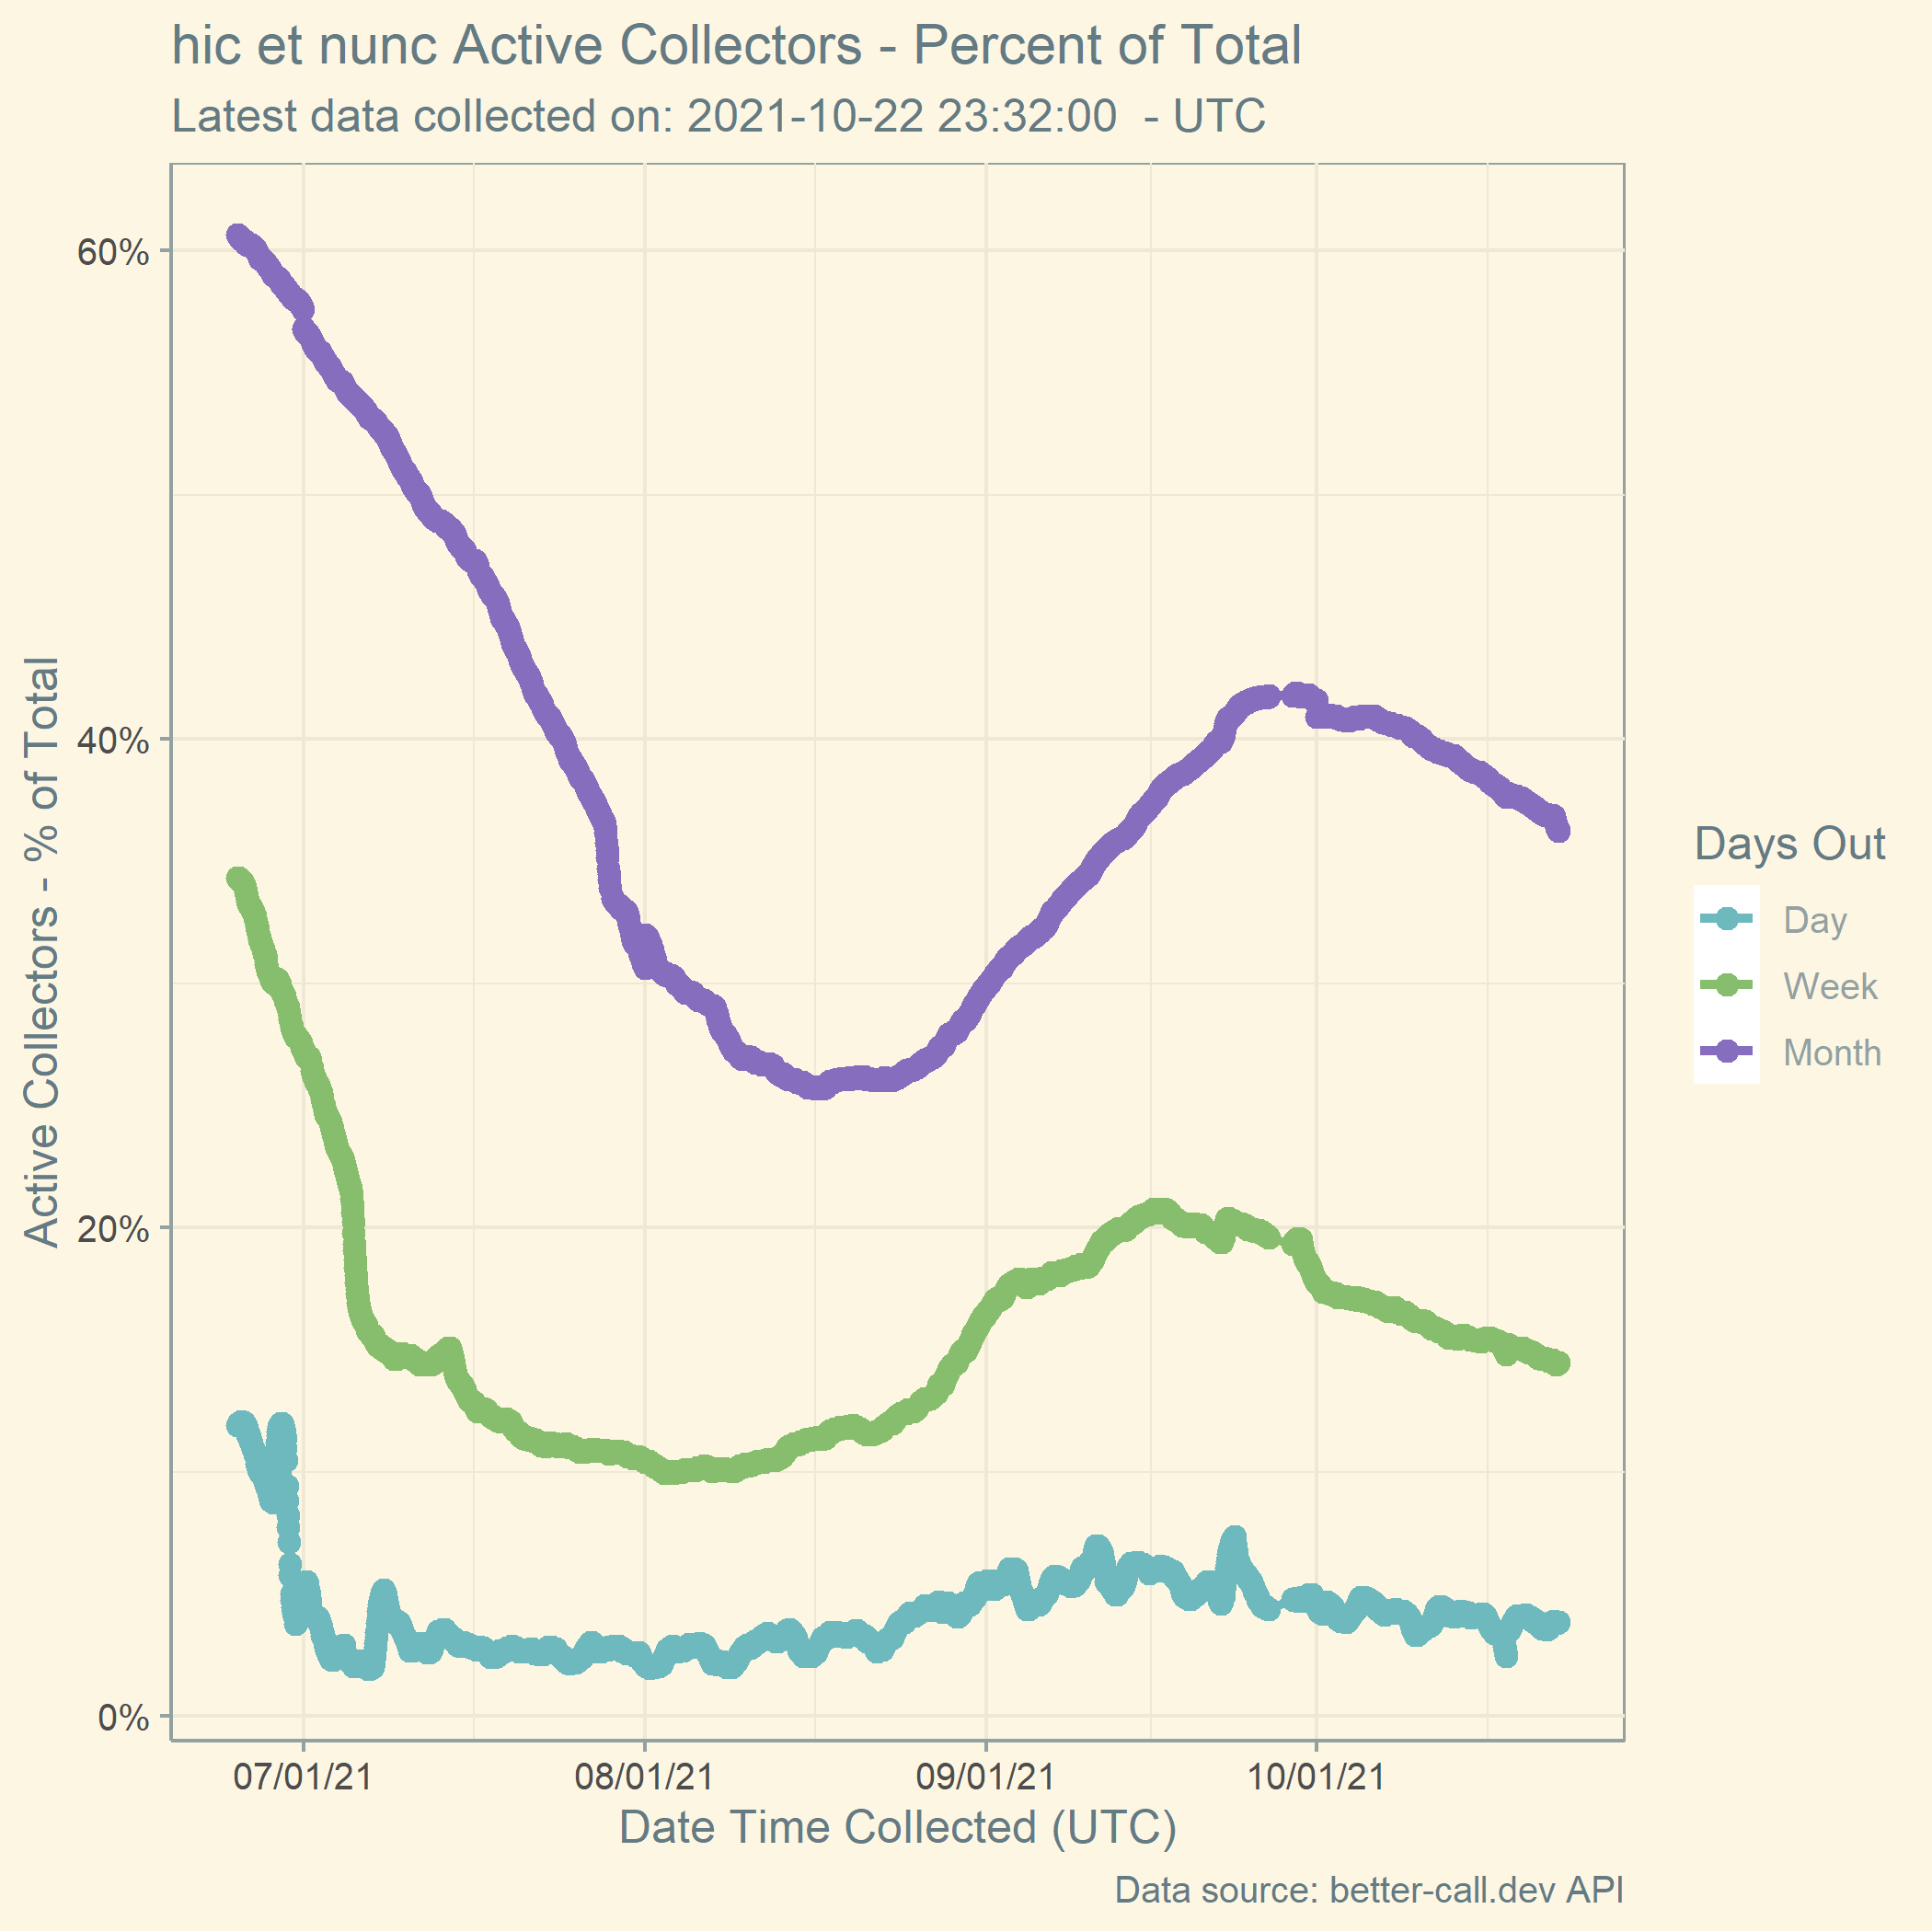 hic et nunc Active Collectors - Percent of Total
Latest data collected on: 2021-10-22 23:32:00  - UTC
Active Collectors - % of Total
60%
40%
20%
0%
07/01/21
08/01/21
09/01/21
10/01/21
Date Time Collected (UTC)
Days Out
Day
Week
Month
Data source: better-call.dev API